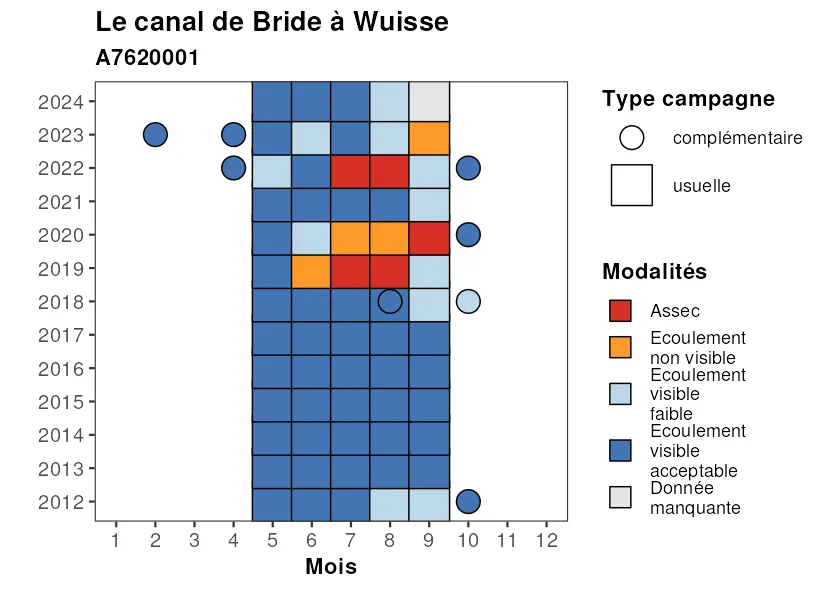 Le canal de Bride à Wuisse
A7620001
2024
2023
2022
2021
2020
2019
2018
2017
2016
2015
2014
2013
2012
1 2 3 4 5 6 7 8 9 10 11 12
Mois
Type campagne
complémentaire
usuelle
Modalités
Assec
Ecoulement
non visible
Ecoulement
visible
faible
Ecoulement
visible
acceptable
Donnée
manquante